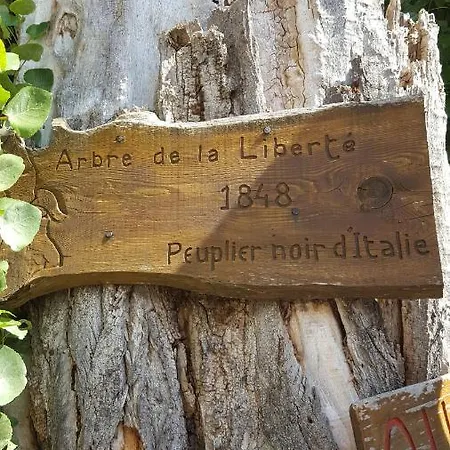 Arbre de la Liberté
1848
Peuplier noir d'Italie